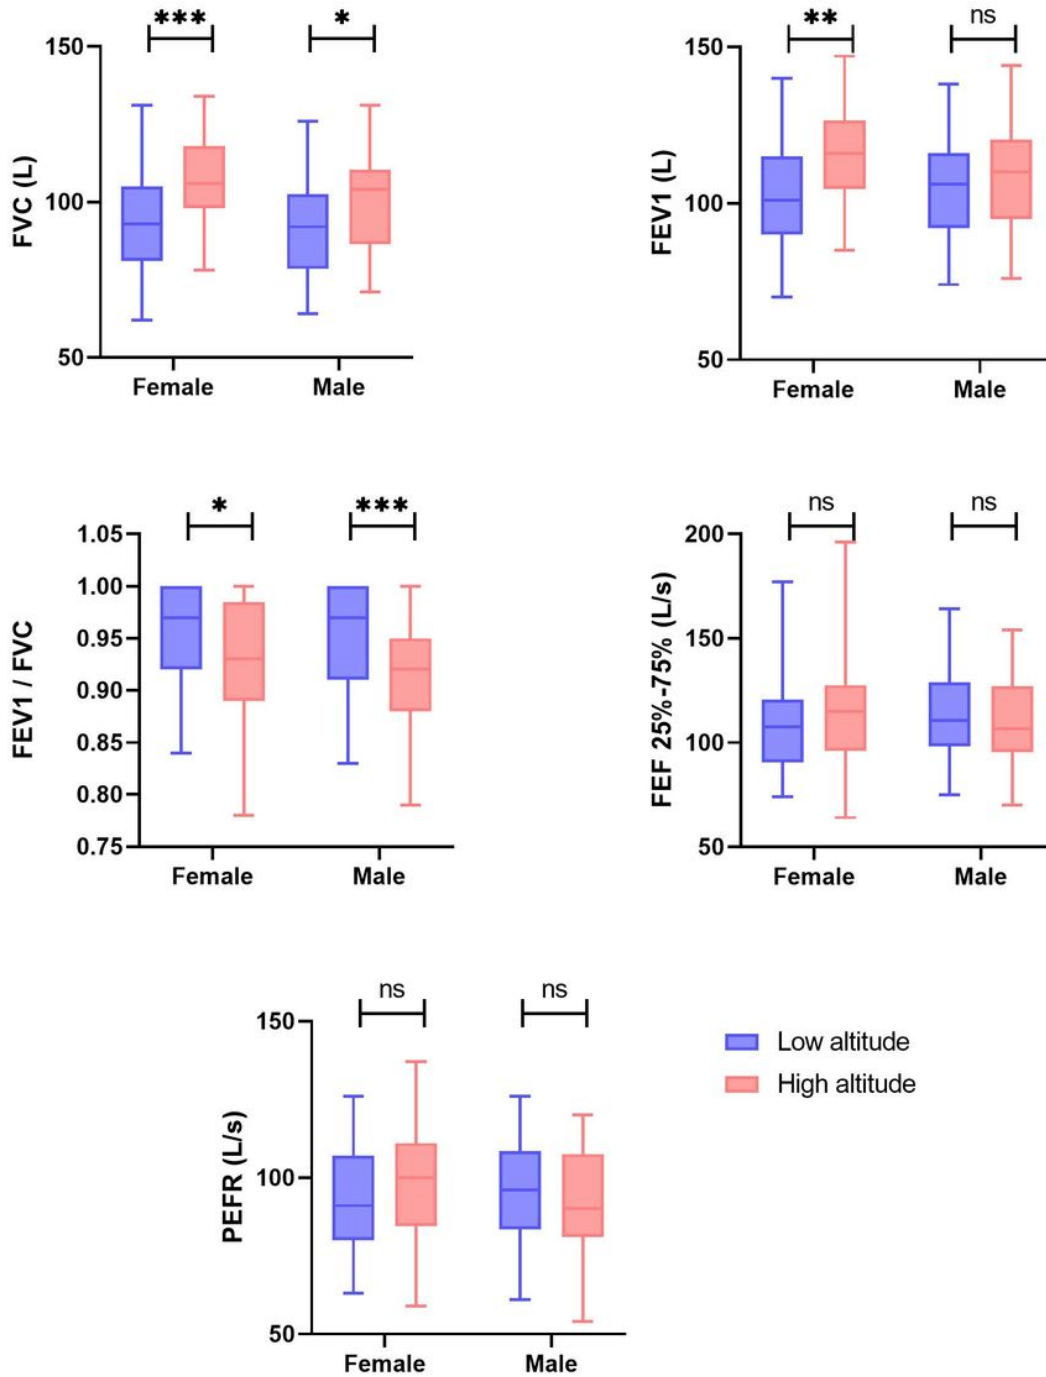 *** *
150
100
50
FVC (L)
Female Male
** ns
150
100
50
FEV1 (L)
Female Male
* ***
1.05
1.00
0.95
0.90
0.85
0.80
0.75
FEV1 / FVC
Female Male
ns ns
200
150
100
50
FEF 25%-75% (L/s)
Female Male
ns ns
150
100
50
PEFR (L/s)
Female Male
Low altitude
High altitude